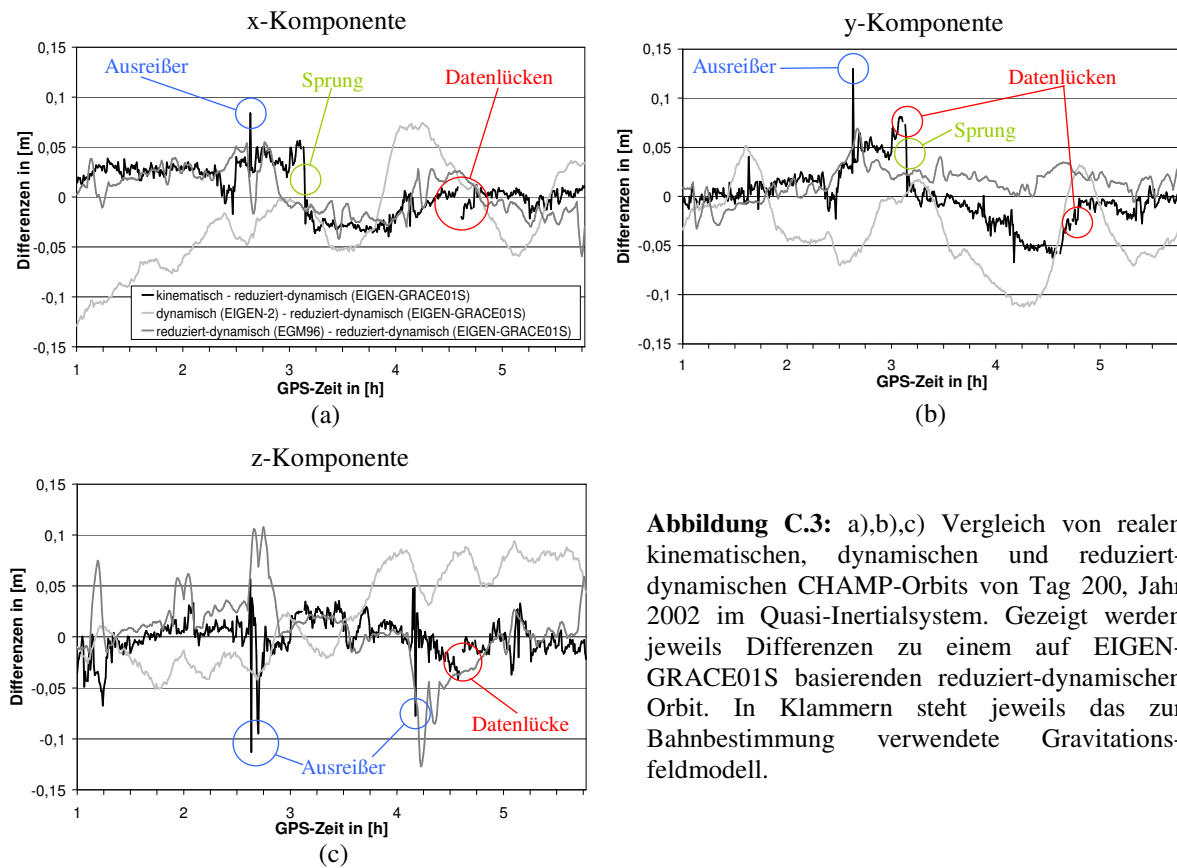 x-Komponente
0,15
0,1
0,05
0
-0,05
-0,1
-0,15
Differenzen in [m]
Ausreißer
Sprung
Datenlücken
kinematisch - reduziert-dynamisch (EIGEN-GRACE01S)
dynamisch (EIGEN-2) - reduziert-dynamisch (EIGEN-GRACE01S)
reduziert-dynamisch (EGM96) - reduziert-dynamisch (EIGEN-GRACE01S)
1 2 3 4 5
GPS-Zeit in [h]
(a)
y-Komponente
0,15
0,1
0,05
0
-0,05
-0,1
-0,15
Differenzen in [m]
Ausreißer
Datenlücken
Sprung
1 2 3 4 5
GPS-Zeit in [h]
(b)
z-Komponente
0,15
0,1
0,05
0
-0,05
-0,1
-0,15
Differenzen in [m]
Datenlücke
Ausreißer
1 2 3 4 5
GPS-Zeit in [h]
(c)
Abbildung C.3: a),b),c) Vergleich von realen
kinematischen, dynamischen und reduziert-
dynamischen CHAMP-Orbits von Tag 200, Jahr
2002 im Quasi-Inertialsystem. Gezeigt werden
jeweils Differenzen zu einem auf EIGEN-
GRACE01S basierenden reduziert-dynamischen
Orbit. In Klammern steht jeweils das zur
Bahnbestimmung verwendete Gravitations-
feldmodell.